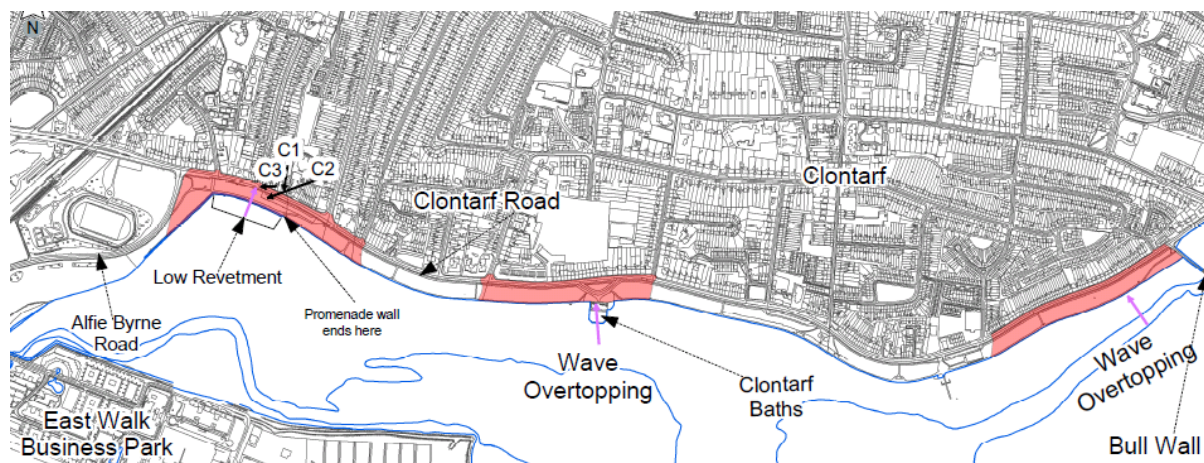 N
C1
C3
C2
Clontarf Road
Clontarf
Low Revetment
Promenade wall
ends here
Alfie Byrne
Road
Wave
Overtopping
Clontarf
Baths
Wave
Overtopping
East Walk
Business Park
Bull Wall